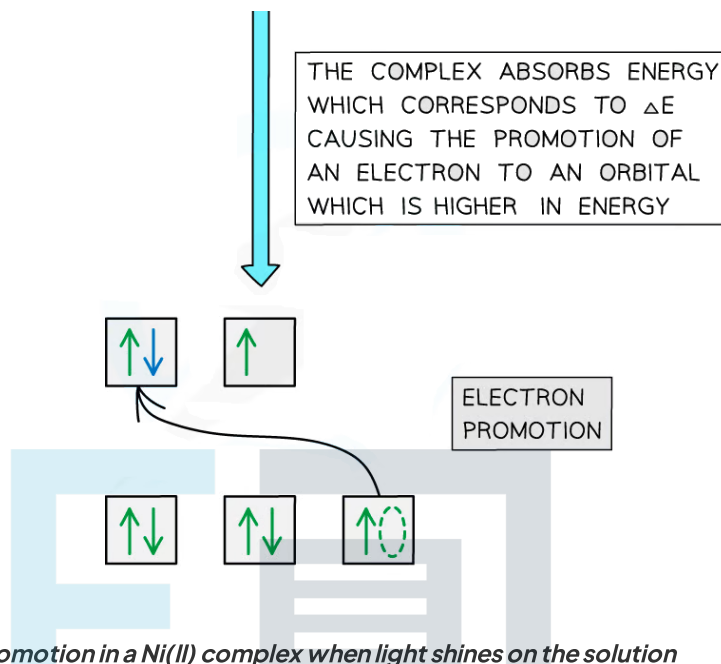 THE COMPLEX ABSORBS ENERGY
WHICH CORRESPONDS TO △E
CAUSING THE PROMOTION OF
AN ELECTRON TO AN ORBITAL
WHICH IS HIGHER IN ENERGY
ELECTRON
PROMOTION
in a Ni(II) complex when light shines on the solution